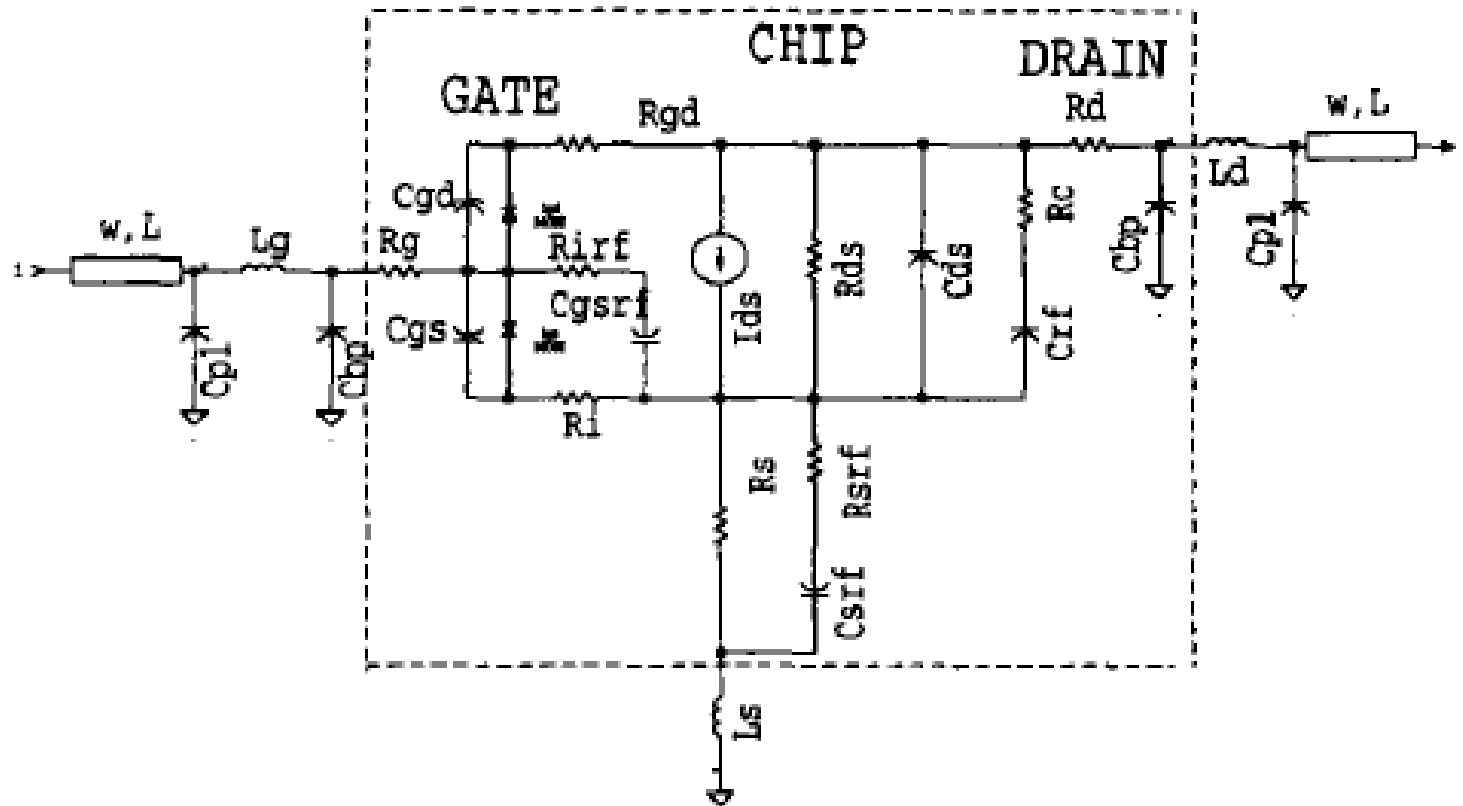 CHIP
DRAIN
GATE
Rgd
Rd
w,L
Ld
Cgd
Rc
w,L
Lg
Rg
Rirf
Cgsrf
Cgs
Ids
Rds
Cds
Crf
Cbp
Cpl
Cpl
Cbp
Ri
Rs
Rsrf
Csrf
Ls
1